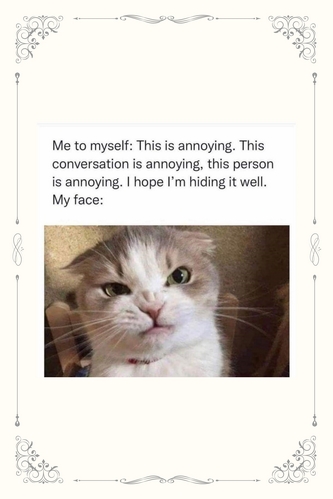 Me to myself: This is annoying. This
conversation is annoying, this person
is annoying. I hope I'm hiding it well.
My face: